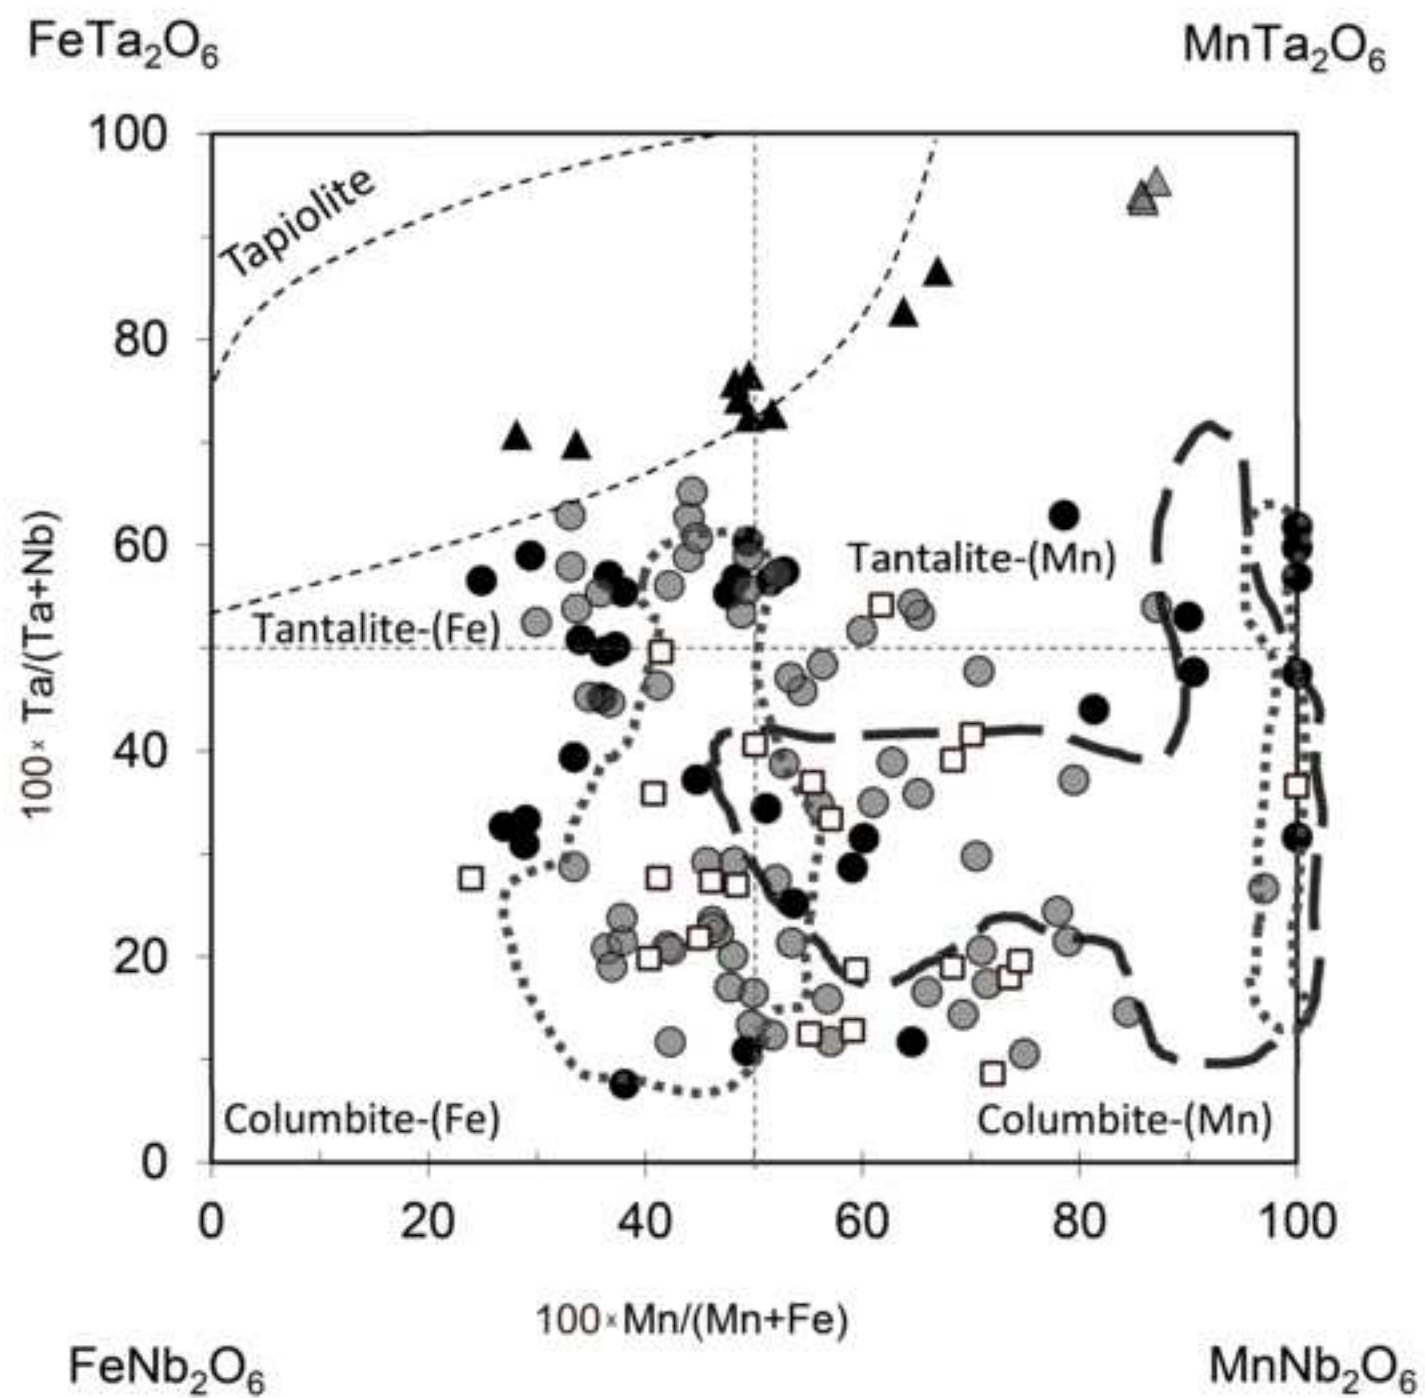 FeTa₂O₆ MnTa₂O₆
100
Tapiolite
80
60
Tantalite-(Mn)
Tantalite-(Fe)
100× Ta/(Ta+Nb)
40
20
Columbite-(Fe) Columbite-(Mn)
0
0 20 40 60 80 100
100×Mn/(Mn+Fe)
FeNb₂O₆ MnNb₂O₆